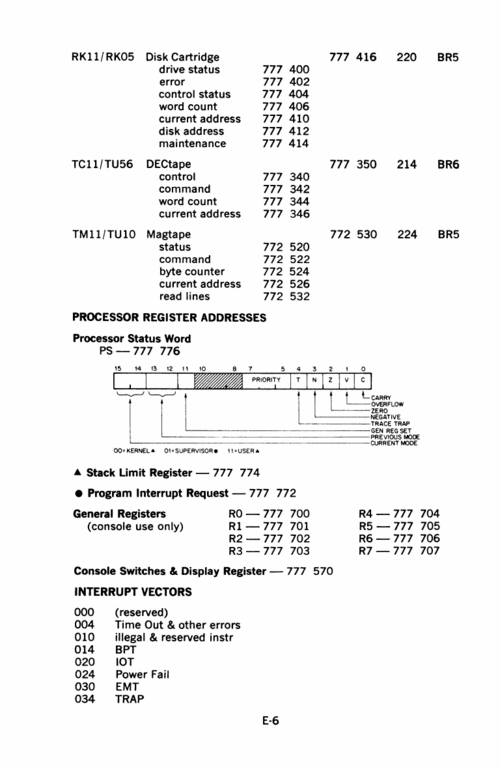 RK11/RK05 Disk Cartridge 777 416 220 BR5
drive status 777 400
error 777 402
control status 777 404
word count 777 406
current address 777 410
disk address 777 412
maintenance 777 414
TC11/TU56 DECtape 777 350 214 BR6
control 777 340
command 777 342
word count 777 344
current address 777 346
TM11/TU10 Magtape 772 530 224 BR5
status 772 520
command 772 522
byte counter 772 524
current address 772 526
read lines 772 532
PROCESSOR REGISTER ADDRESSES
Processor Status Word
PS — 777 776
15 14 13 12 11 10 8 7 5 4 3 2 1 0
PRIORITY T N Z V C
CARRY
OVERFLOW
ZERO
NEGATIVE
TRACE TRAP
GEN REG SET
PREVIOUS MODE
CURRENT MODE
00=KERNEL▲ 01=SUPERVISOR● 11=USER▲
▲ Stack Limit Register — 777 774
● Program Interrupt Request — 777 772
General Registers R0 — 777 700 R4 — 777 704
(console use only) R1 — 777 701 R5 — 777 705
R2 — 777 702 R6 — 777 706
R3 — 777 703 R7 — 777 707
Console Switches & Display Register — 777 570
INTERRUPT VECTORS
000 (reserved)
004 Time Out & other errors
010 illegal & reserved instr
014 BPT
020 IOT
024 Power Fail
030 EMT
034 TRAP
E-6